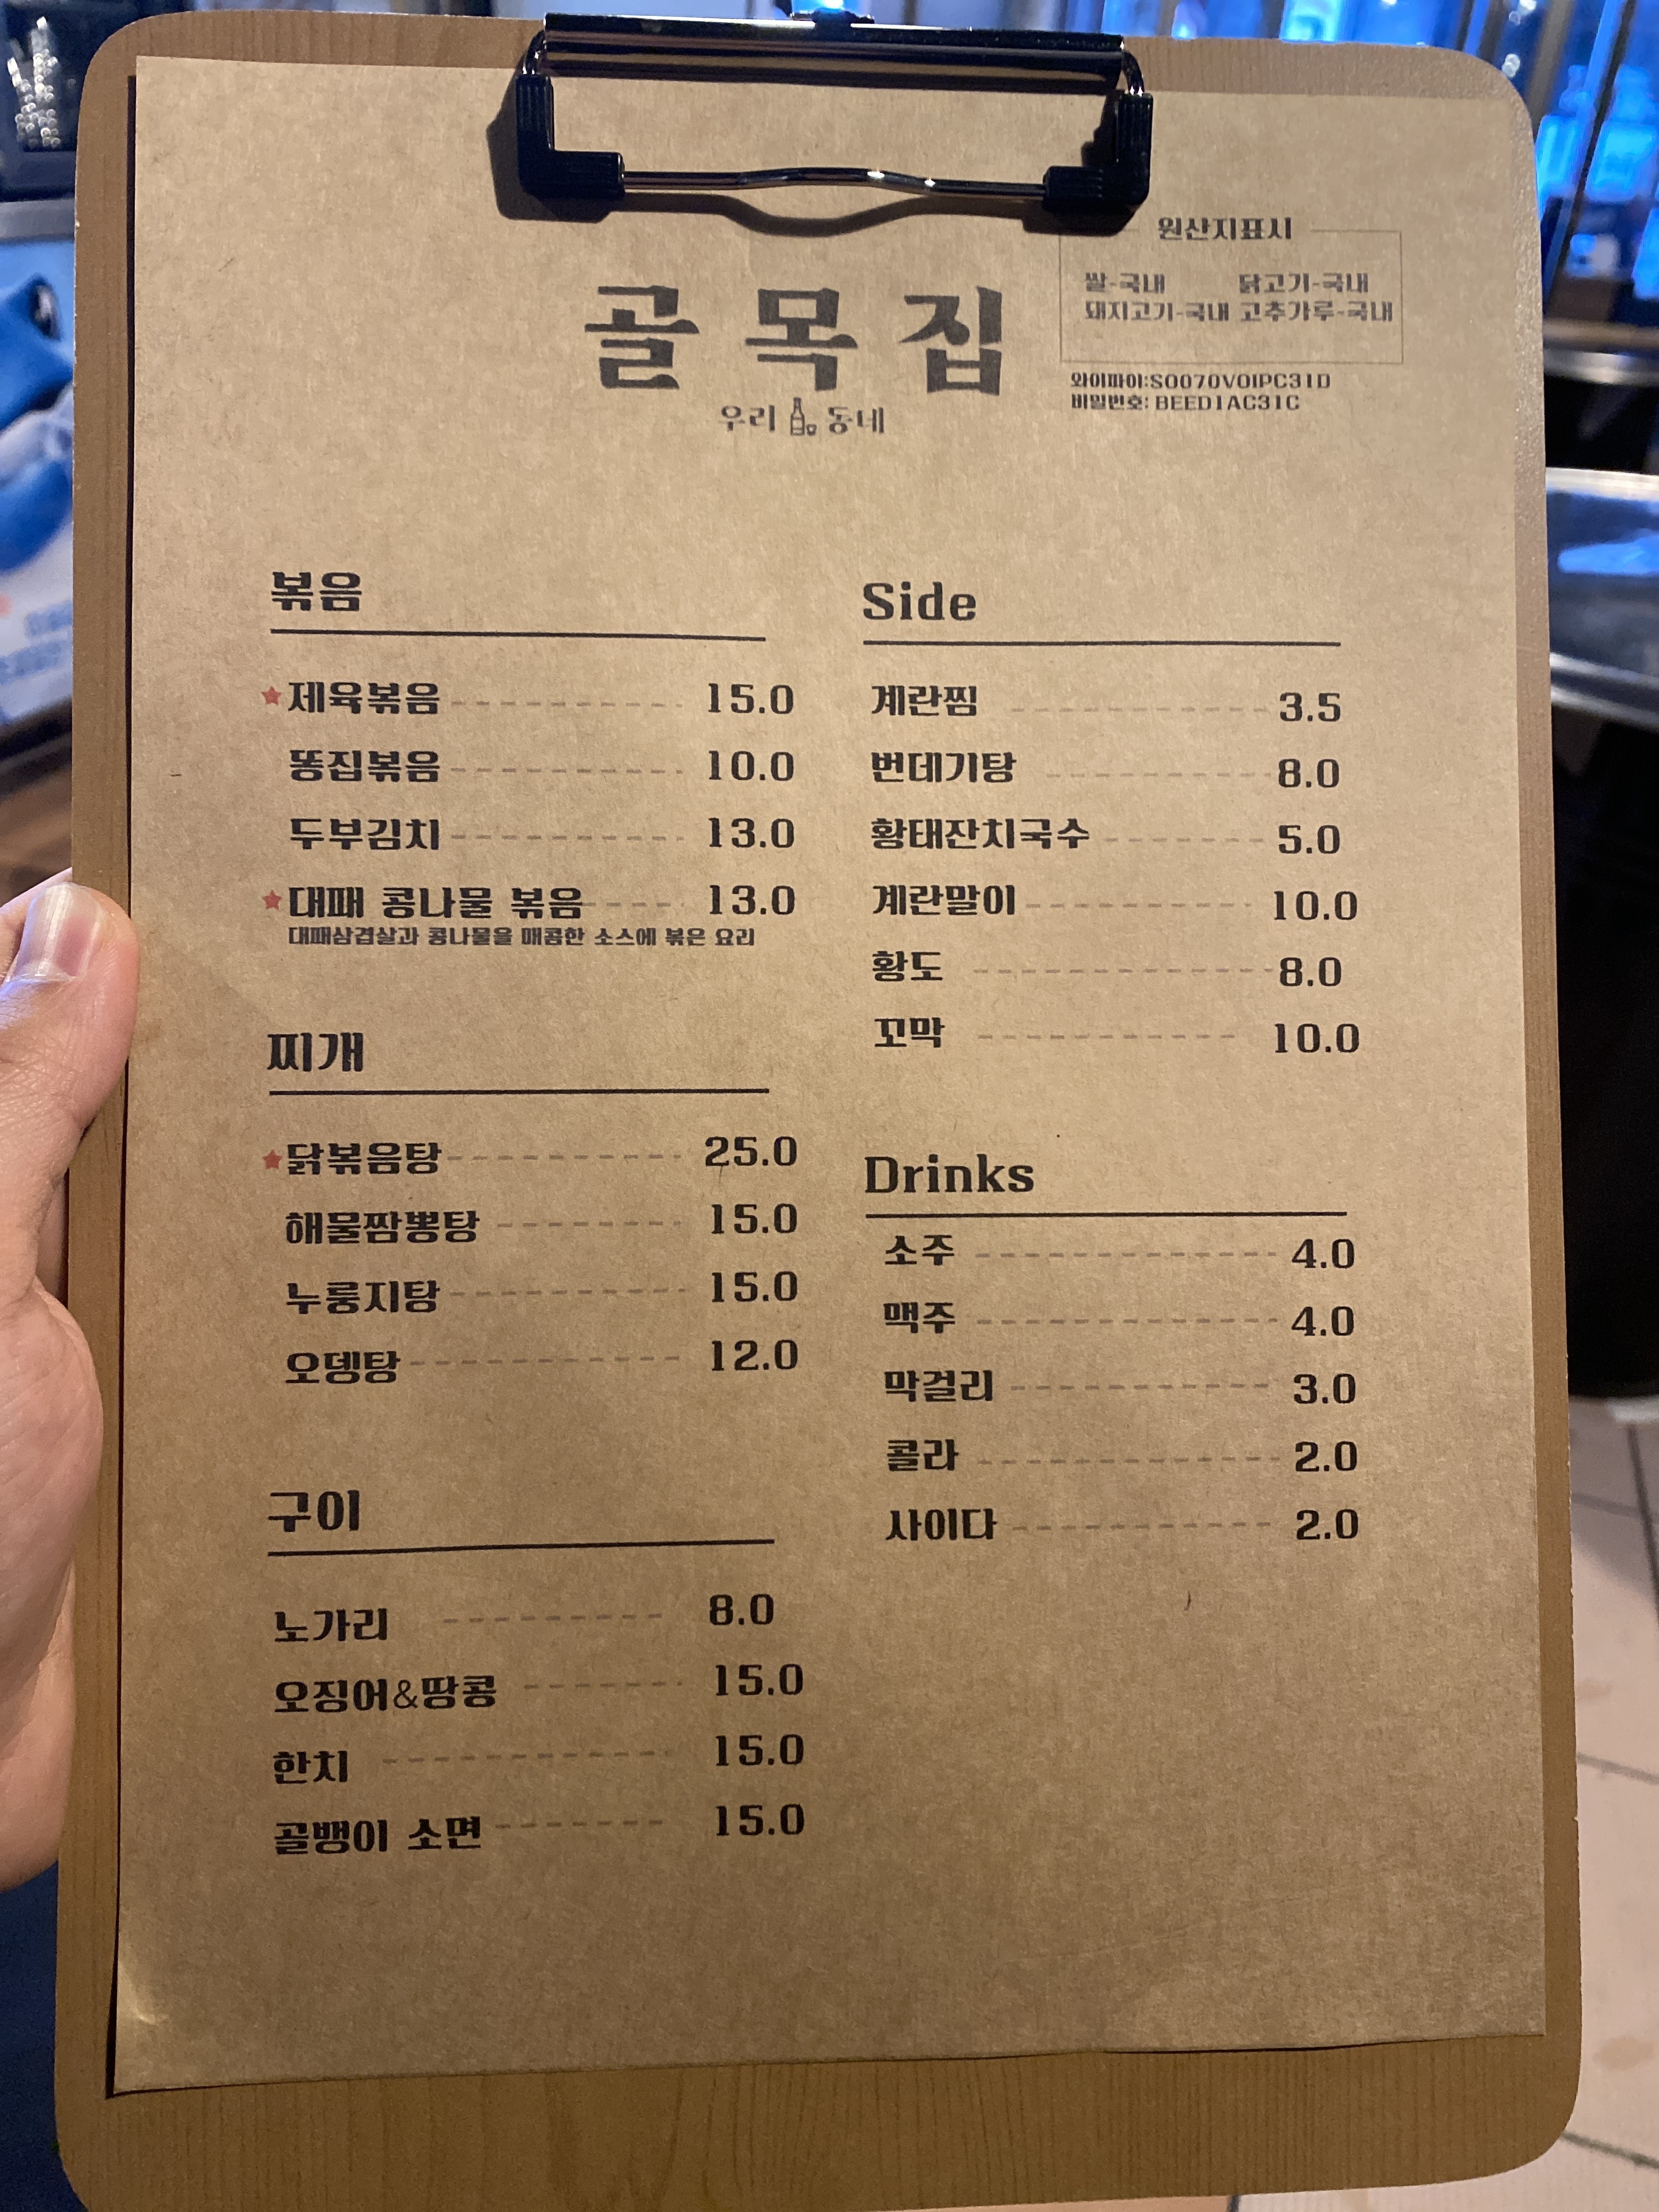 원산지표시
쌀-국내 닭고기-국내
돼지고기-국내 고추가루-국내
골목집
우리 동네
와이파이:SO070VOIPC31D
비밀번호: BEED1AC31C
볶음
제육볶음 15.0
똥집볶음 10.0
두부김치 13.0
대패 콩나물 볶음 13.0
대패삼겹살과 콩나물을 매콤한 소스에 볶은 요리
찌개
닭볶음탕 25.0
해물짬뽕탕 15.0
누룽지탕 15.0
오뎅탕 12.0
구이
노가리 8.0
오징어&땅콩 15.0
한치 15.0
골뱅이 소면 15.0
Side
계란찜 3.5
번데기탕 8.0
황태잔치국수 5.0
계란말이 10.0
황도 8.0
꼬막 10.0
Drinks
소주 4.0
맥주 4.0
막걸리 3.0
콜라 2.0
사이다 2.0